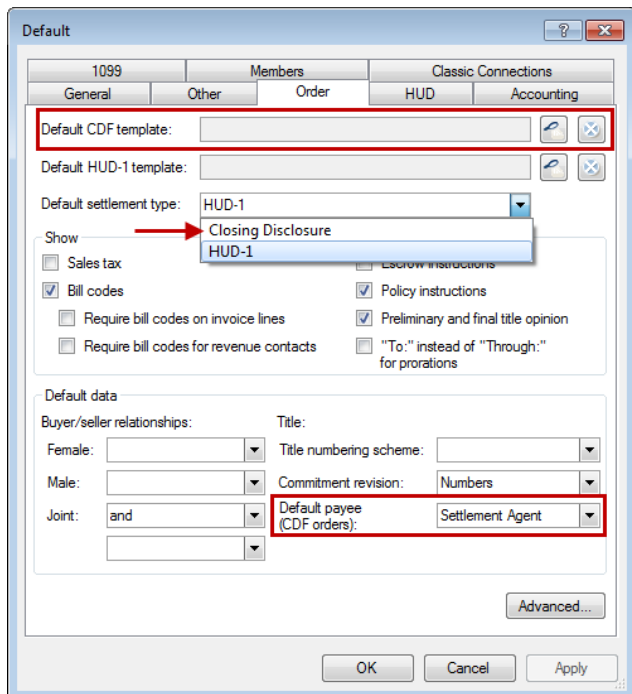 Default
1099 Members Classic Connections
General Other Order HUD Accounting
Default CDF template:
Default HUD-1 template:
Default settlement type: HUD-1
Closing Disclosure
HUD-1
Show
Sales tax Escrow instructions
Bill codes Policy instructions
Require bill codes on invoice lines Preliminary and final title opinion
Require bill codes for revenue contacts "To:" instead of "Through:"
for prorations
Default data
Buyer/seller relationships: Title:
Female: Title numbering scheme:
Male: Commitment revision: Numbers
Joint: and Default payee
(CDF orders): Settlement Agent
Advanced...
OK Cancel Apply